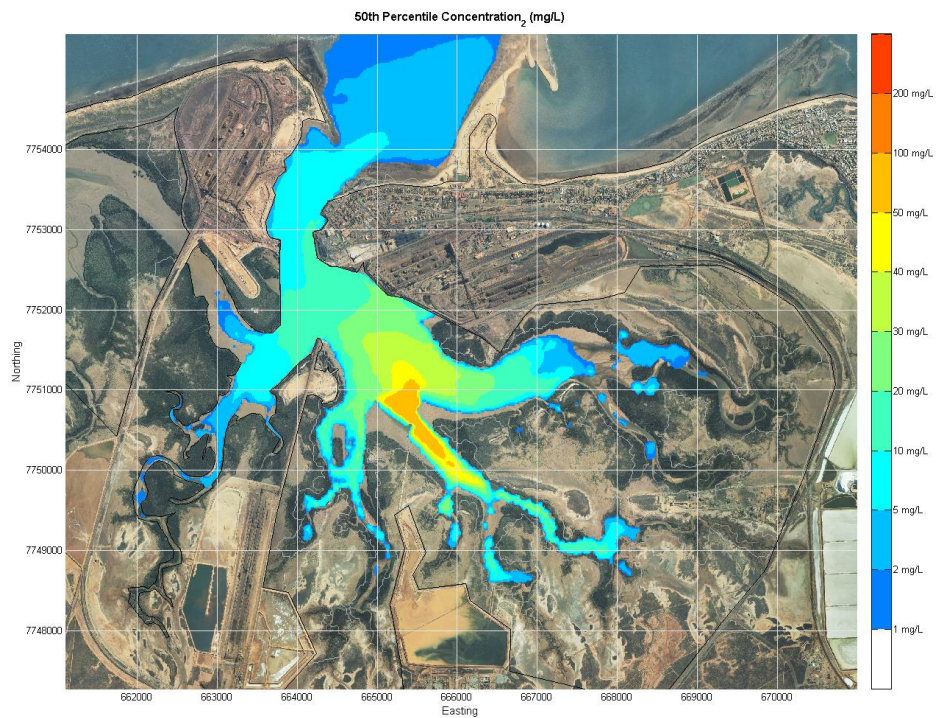 50th Percentile Concentration2 (mg/L)
200 mg/L
100 mg/L
50 mg/L
40 mg/L
30 mg/L
20 mg/L
10 mg/L
5 mg/L
2 mg/L
1 mg/L
Northing
7754000
7753000
7752000
7751000
7750000
7749000
7748000
662000 663000 664000 665000 666000 667000 668000 669000 670000
Easting